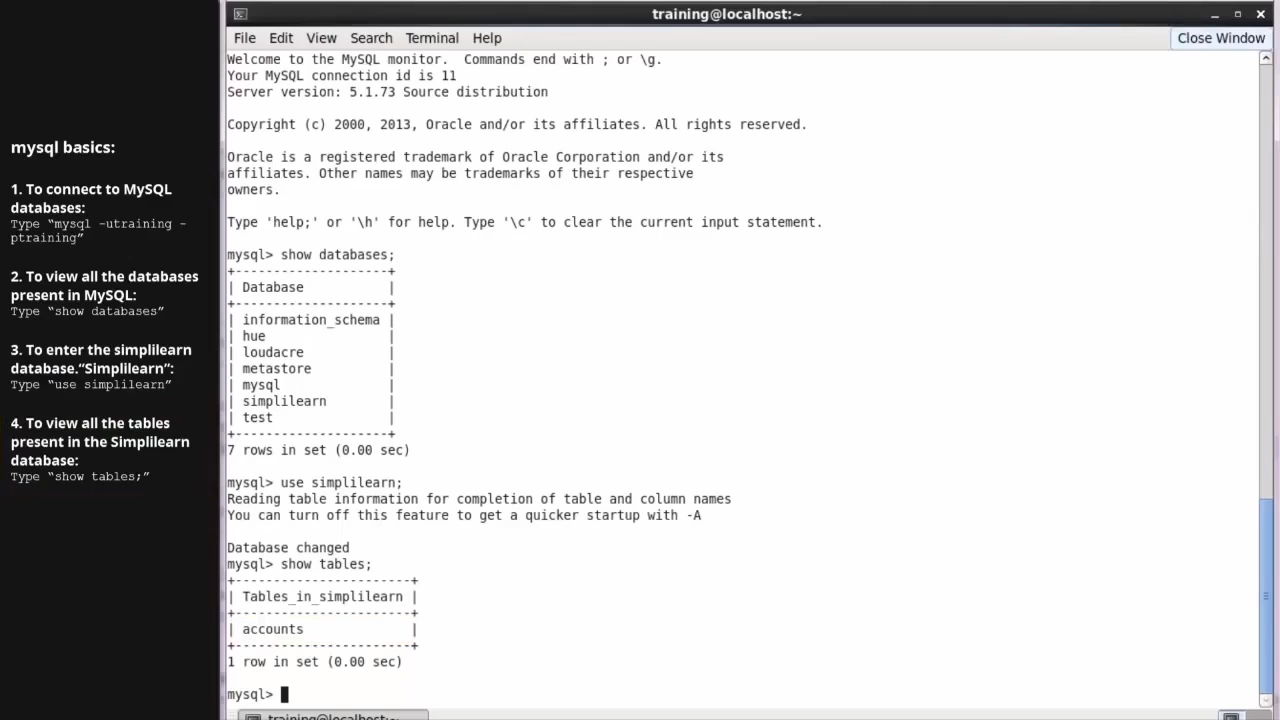 mysql basics:
1. To connect to MySQL
databases:
Type “mysql -utraining -
ptraining”
2. To view all the databases
present in MySQL:
Type “show databases”
3. To enter the simplilearn
database.“Simplilearn”:
Type “use simplilearn”
4. To view all the tables
present in the Simplilearn
database:
Type “show tables;”
training@localhost:~
File Edit View Search Terminal Help
Close Window
Welcome to the MySQL monitor.  Commands end with ; or \g.
Your MySQL connection id is 11
Server version: 5.1.73 Source distribution
Copyright (c) 2000, 2013, Oracle and/or its affiliates. All rights reserved.
Oracle is a registered trademark of Oracle Corporation and/or its
affiliates. Other names may be trademarks of their respective
owners.
Type 'help;' or '\h' for help. Type '\c' to clear the current input statement.
mysql> show databases;
+--------------------+
| Database           |
+--------------------+
| information_schema |
| hue                |
| loudacre           |
| metastore          |
| mysql              |
| simplilearn        |
| test               |
+--------------------+
7 rows in set (0.00 sec)
mysql> use simplilearn;
Reading table information for completion of table and column names
You can turn off this feature to get a quicker startup with -A
Database changed
mysql> show tables;
+-----------------------+
| Tables_in_simplilearn |
+-----------------------+
| accounts              |
+-----------------------+
1 row in set (0.00 sec)
mysql>
training@localhost:~